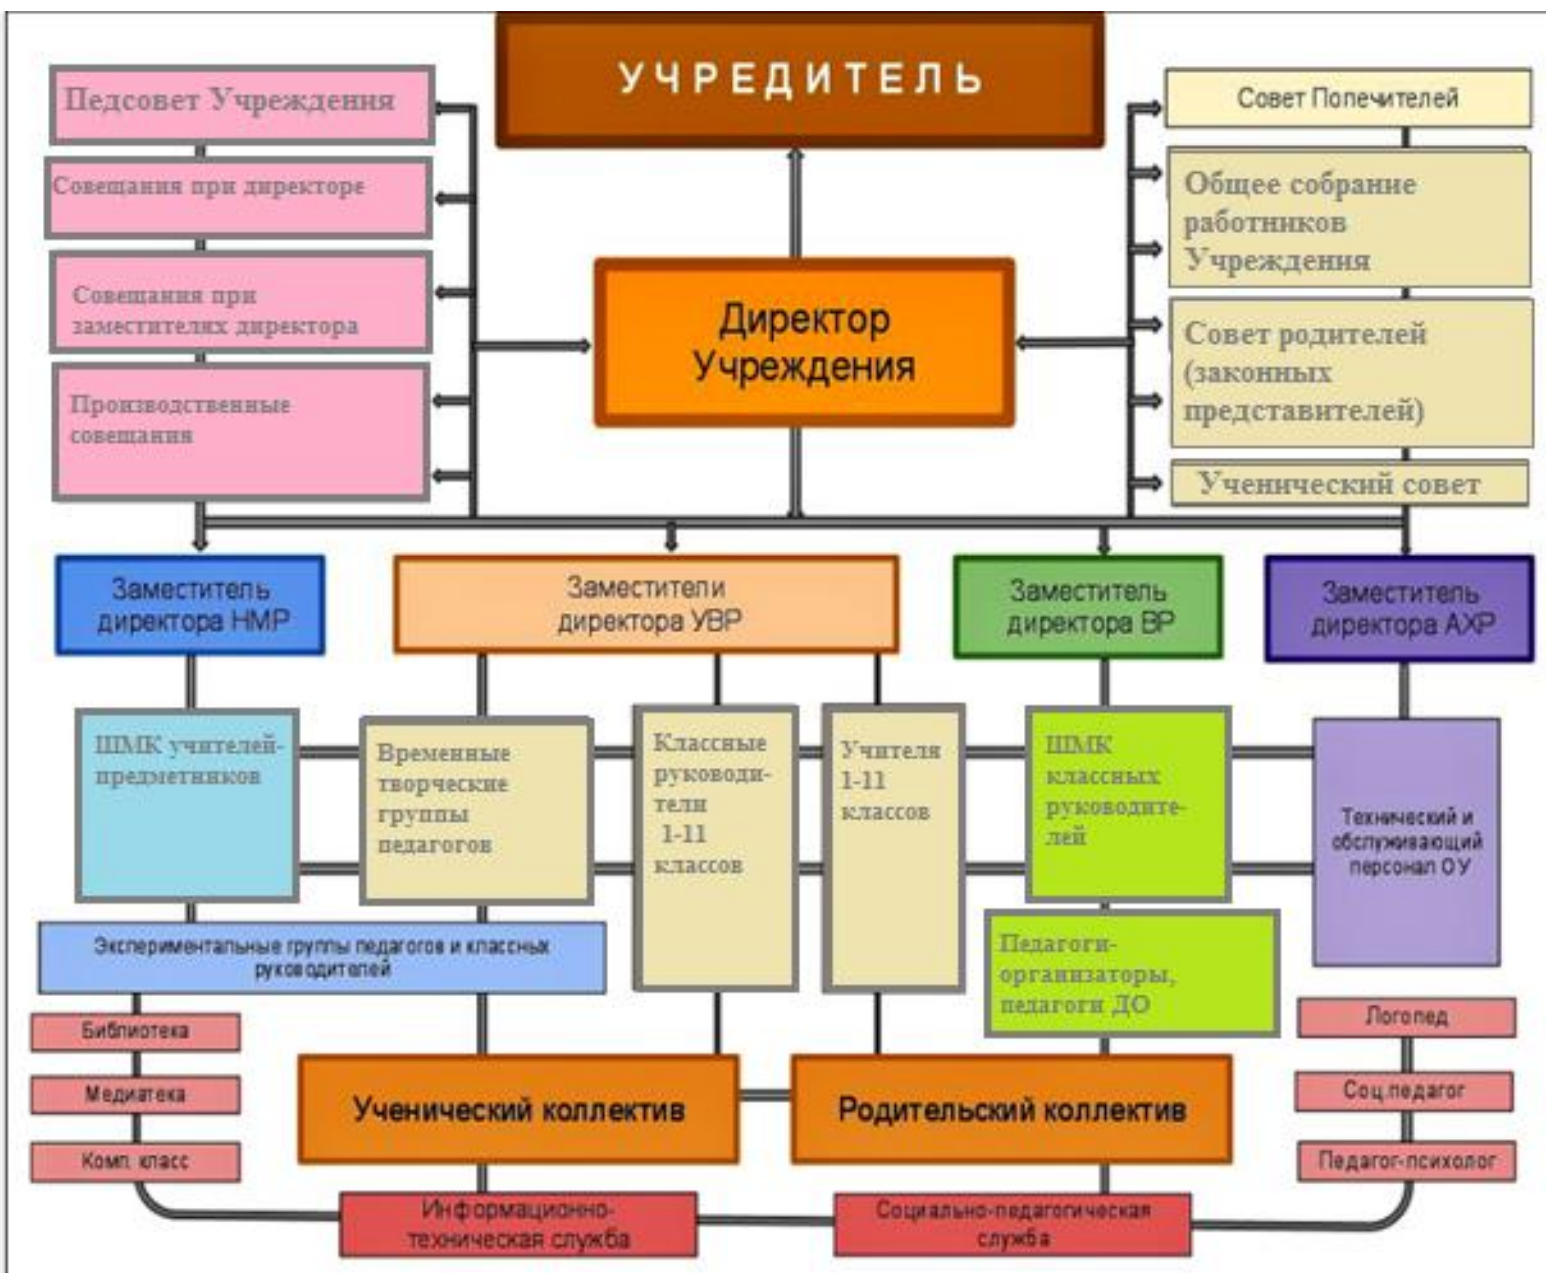 УЧРЕДИТЕЛЬ
Педсовет Учреждения
Совещания при директоре
Совещания при
заместителях директора
Производственные
совещания
Директор
Учреждения
Совет Попечителей
Общее собрание
работников
Учреждения
Совет родителей
(законных
представителей)
Ученический совет
Заместитель
директора НМР
Заместители
директора УВР
Заместитель
директора ВР
Заместитель
директора АХР
ШМК учителей-
предметников
Временные
творческие
группы
педагогов
Классные
руководи-
тели
1-11
классов
Учителя
1-11
классов
ШМК
классных
руководите-
лей
Технический и
обслуживающий
персонал ОУ
Экспериментальные группы педагогов и классных
руководителей
Педагоги-
организаторы,
педагоги ДО
Библиотека
Медиатека
Комп. класс
Ученический коллектив
Родительский коллектив
Логопед
Соц.педагог
Педагог-психолог
Информационно-
техническая служба
Социально-педагогическая
служба